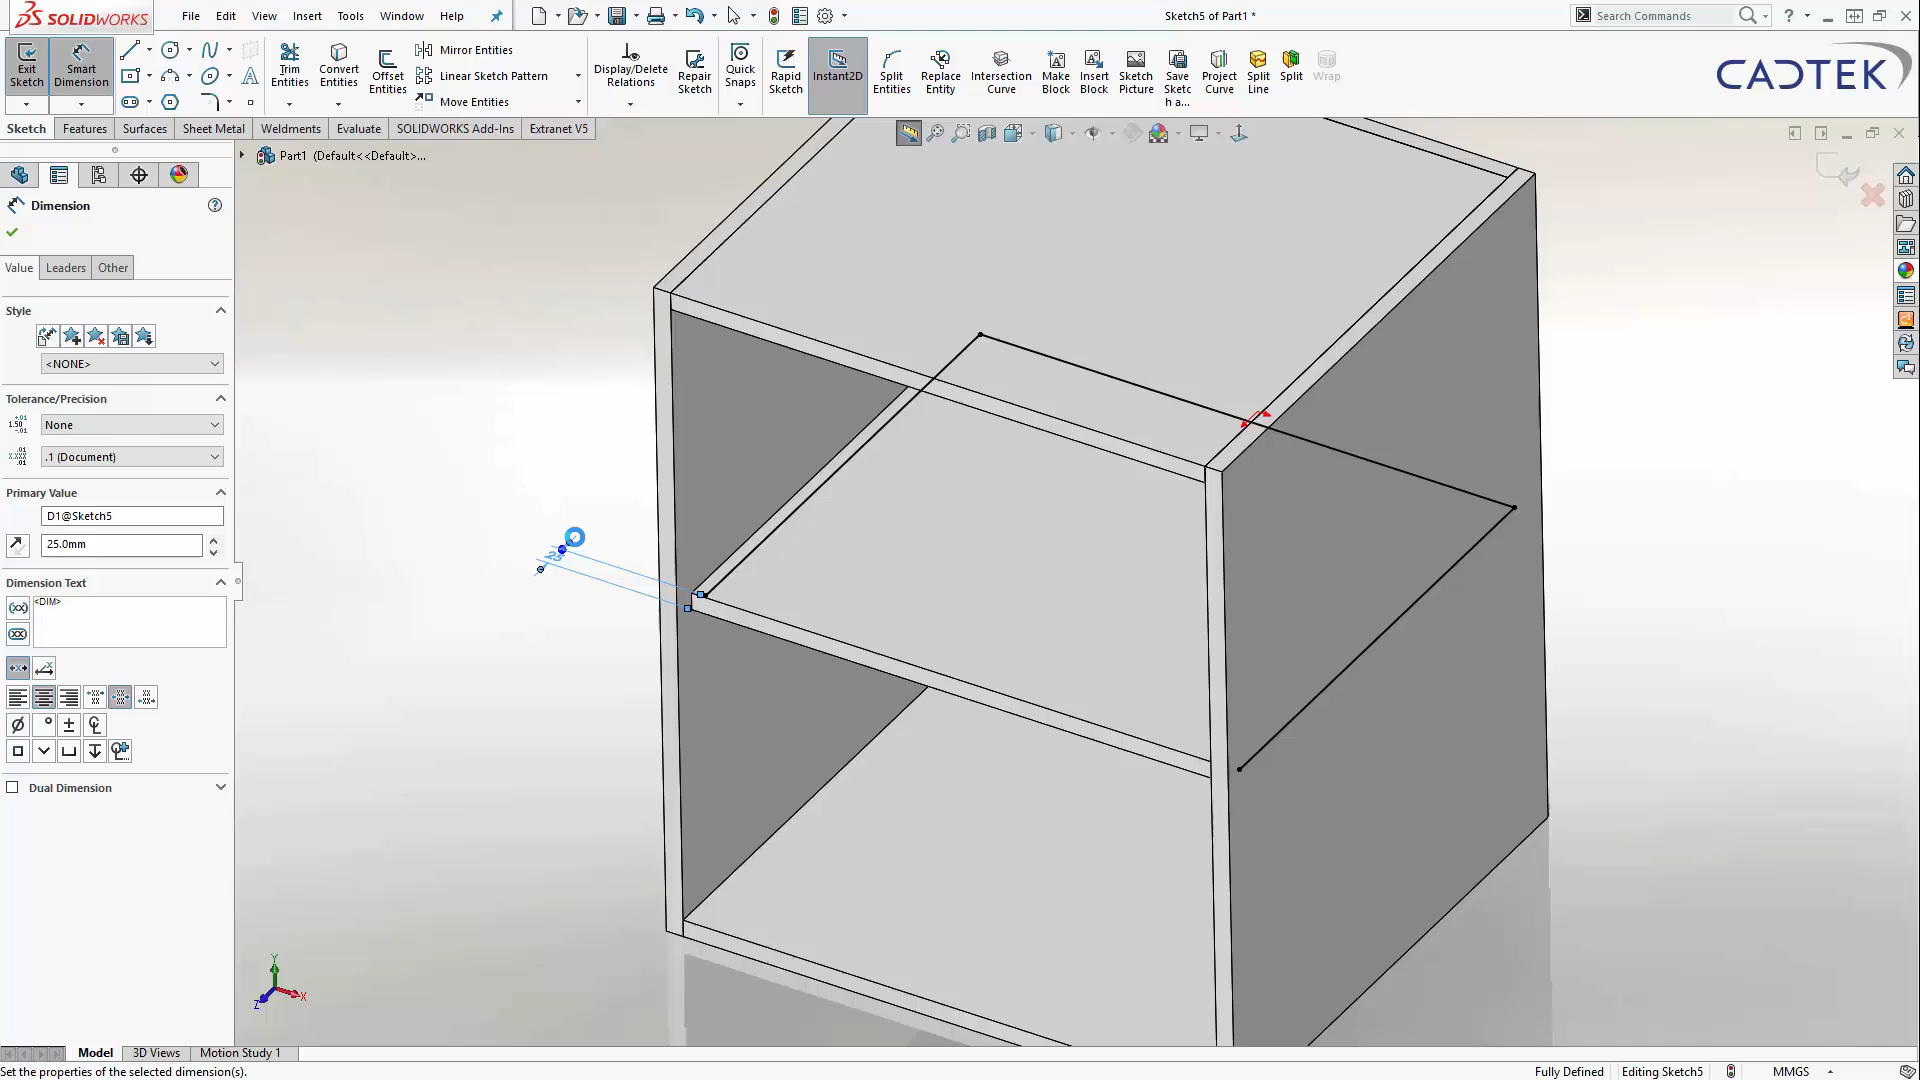 SOLIDWORKS
File Edit View Insert Tools Window Help
Sketch5 of Part1 *
Search Commands
Exit Sketch
Smart Dimension
Trim Entities
Convert Entities
Offset Entities
Mirror Entities
Linear Sketch Pattern
Move Entities
Display/Delete Relations
Repair Sketch
Quick Snaps
Rapid Sketch
Instant2D
Split Entities
Replace Entity
Intersection Curve
Make Block
Insert Block
Sketch Picture
Save Sketc h a...
Project Curve
Split Line
Split
Wrap
CADTEK
Sketch Features Surfaces Sheet Metal Weldments Evaluate SOLIDWORKS Add-Ins Extranet V5
Part1 (Default<<Default>...
Dimension
Value Leaders Other
Style
<NONE>
Tolerance/Precision
None
.1 (Document)
Primary Value
D1@Sketch5
25.0mm
Dimension Text
<DIM>
Dual Dimension
25
Y
X
Z
Model 3D Views Motion Study 1
Set the properties of the selected dimension(s).
Fully Defined Editing Sketch5 MMGS